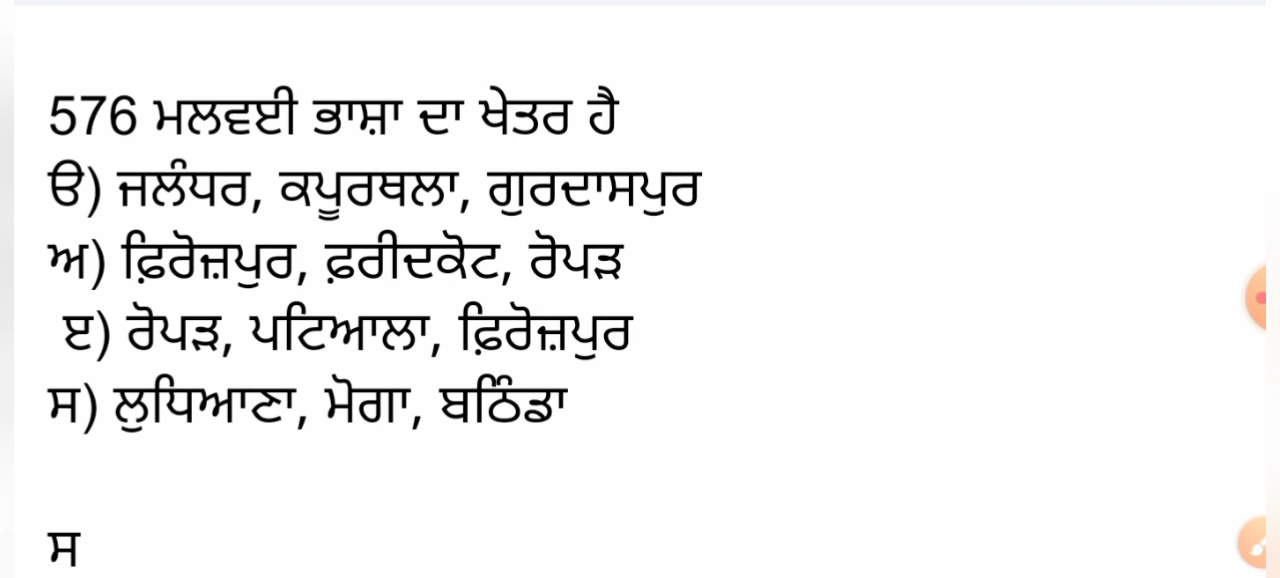 576 ਮਲਵਈ ਭਾਸ਼ਾ ਦਾ ਖੇਤਰ ਹੈ
ੳ) ਜਲੰਧਰ, ਕਪੂਰਥਲਾ, ਗੁਰਦਾਸਪੁਰ
ਅ) ਫ਼ਿਰੋਜ਼ਪੁਰ, ਫ਼ਰੀਦਕੋਟ, ਰੋਪੜ
ੲ) ਰੋਪੜ, ਪਟਿਆਲਾ, ਫ਼ਿਰੋਜ਼ਪੁਰ
ਸ) ਲੁਧਿਆਣਾ, ਮੋਗਾ, ਬਠਿੰਡਾ
ਸ